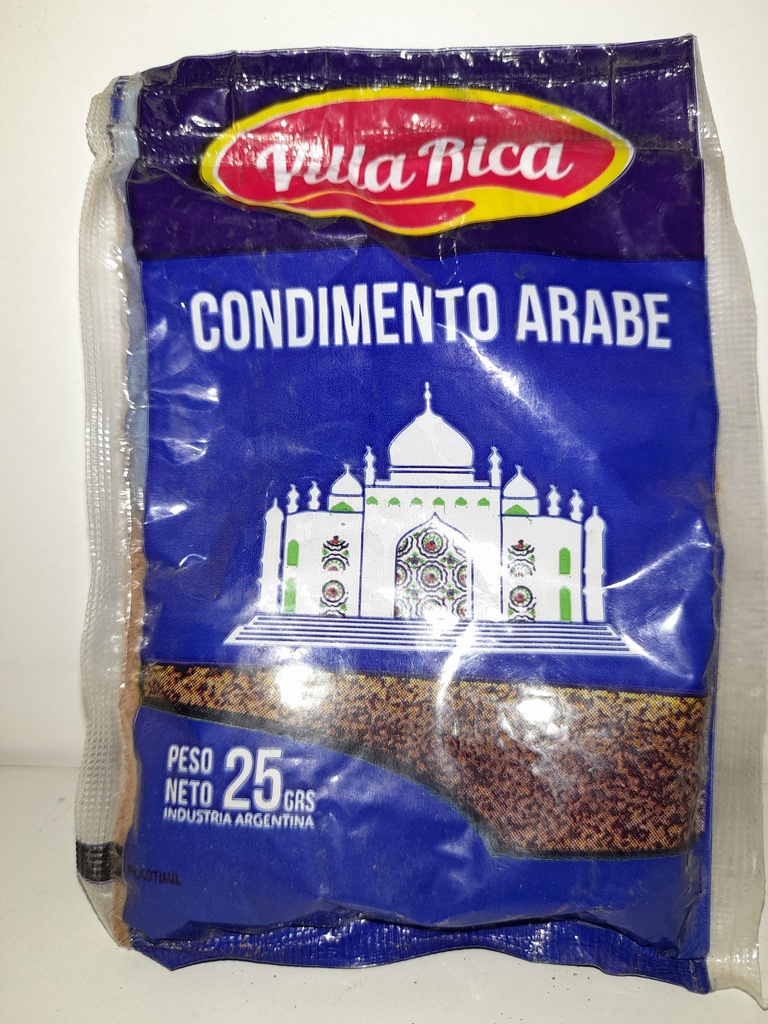 Villa Rica
CONDIMENTO ARABE
PESO
NETO 25 GRS
INDUSTRIA ARGENTINA